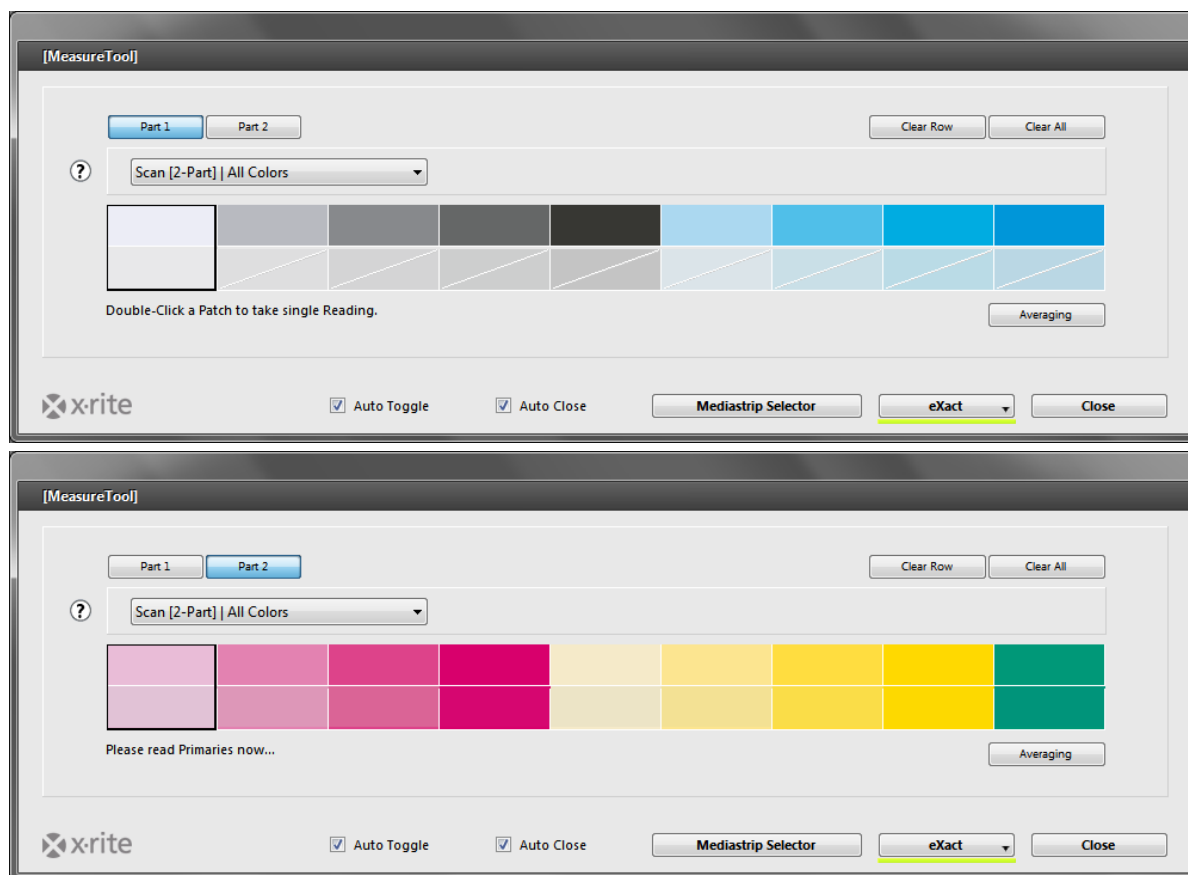 [MeasureTool]
Part 1 Part 2 Clear Row Clear All
? Scan [2-Part] | All Colors
Double-Click a Patch to take single Reading.
Averaging
x·rite Auto Toggle Auto Close Mediastrip Selector eXact Close
[MeasureTool]
Part 1 Part 2 Clear Row Clear All
? Scan [2-Part] | All Colors
Please read Primaries now...
Averaging
x·rite Auto Toggle Auto Close Mediastrip Selector eXact Close